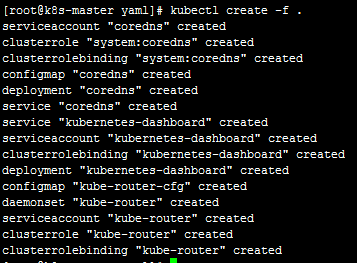 [root@k8s-master yaml]# kubectl create -f .
serviceaccount "coredns" created
clusterrole "system:coredns" created
clusterrolebinding "system:coredns" created
configmap "coredns" created
deployment "coredns" created
service "coredns" created
service "kubernetes-dashboard" created
serviceaccount "kubernetes-dashboard" created
clusterrolebinding "kubernetes-dashboard" created
deployment "kubernetes-dashboard" created
configmap "kube-router-cfg" created
daemonset "kube-router" created
serviceaccount "kube-router" created
clusterrole "kube-router" created
clusterrolebinding "kube-router" created